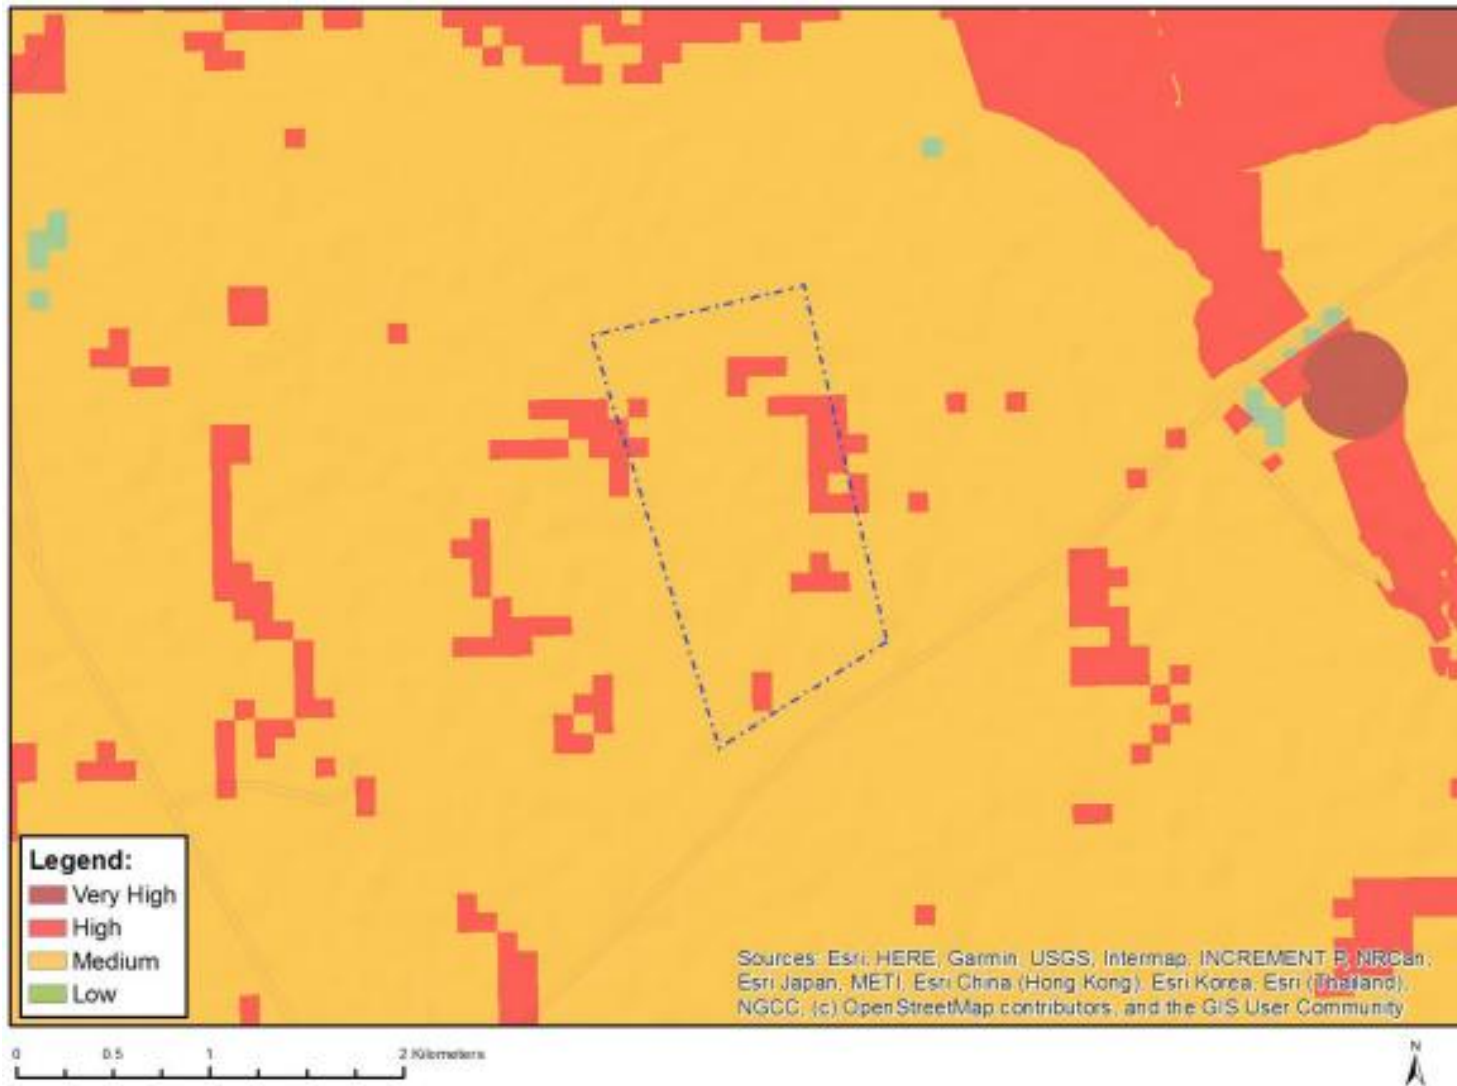 Legend:
Very High
High
Medium
Low
Sources: Esri, HERE, Garmin, USGS, Intermap, INCREMENT P, NRCan,
Esri Japan, METI, Esri China (Hong Kong), Esri Korea, Esri (Thailand),
NGCC, (c) OpenStreetMap contributors, and the GIS User Community
0 0.5 1 2 Kilometers
N